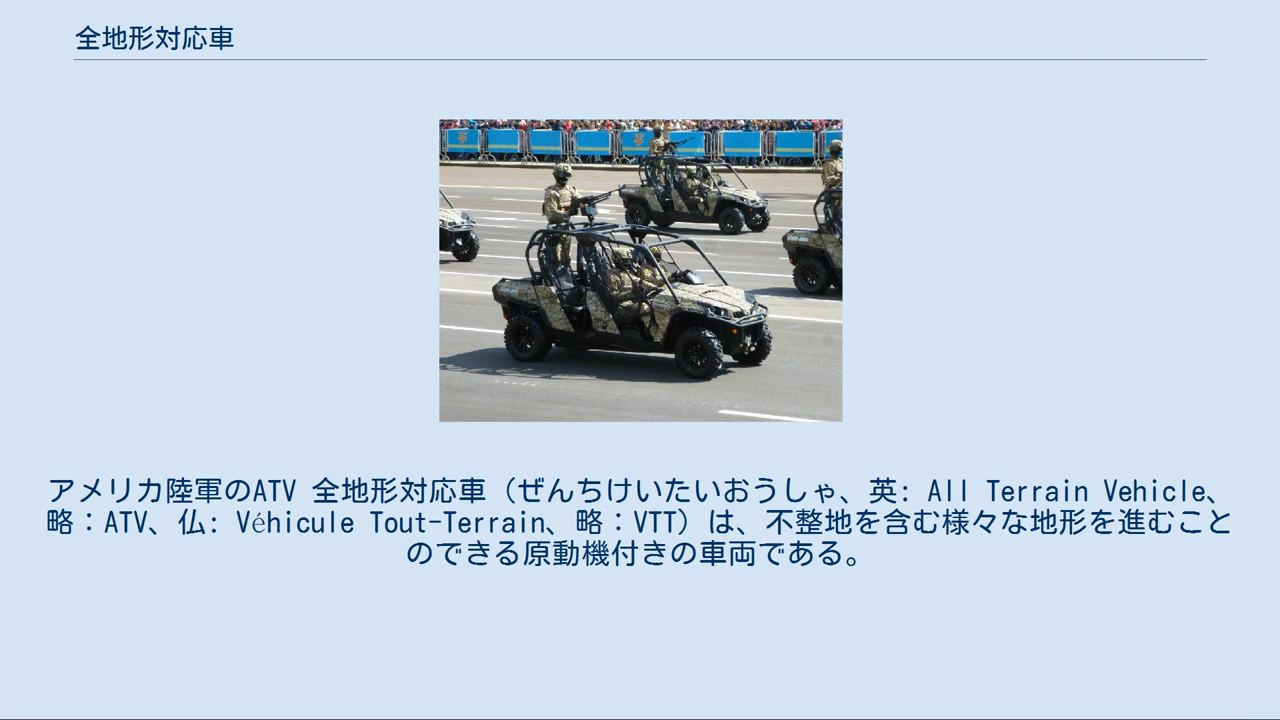 全地形対応車
アメリカ陸軍のATV 全地形対応車（ぜんちけいたいおうしゃ、英: All Terrain Vehicle、
略：ATV、仏: Véhicule Tout-Terrain、略：VTT）は、不整地を含む様々な地形を進むこと
のできる原動機付きの車両である。